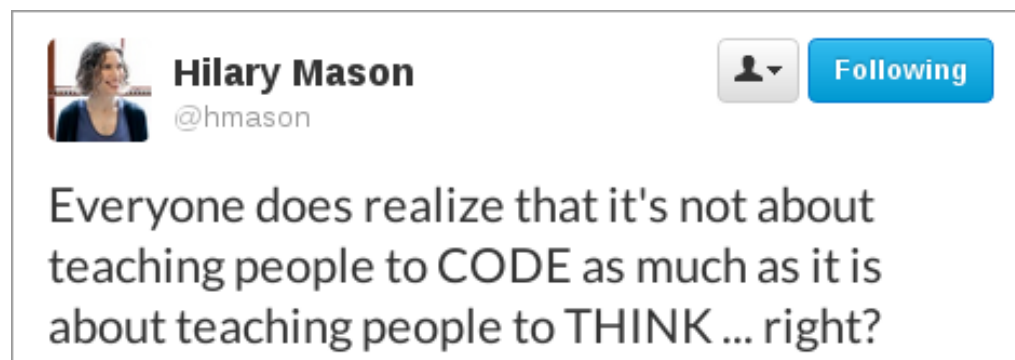 Hilary Mason
@hmason
Following
Everyone does realize that it's not about
teaching people to CODE as much as it is
about teaching people to THINK ... right?